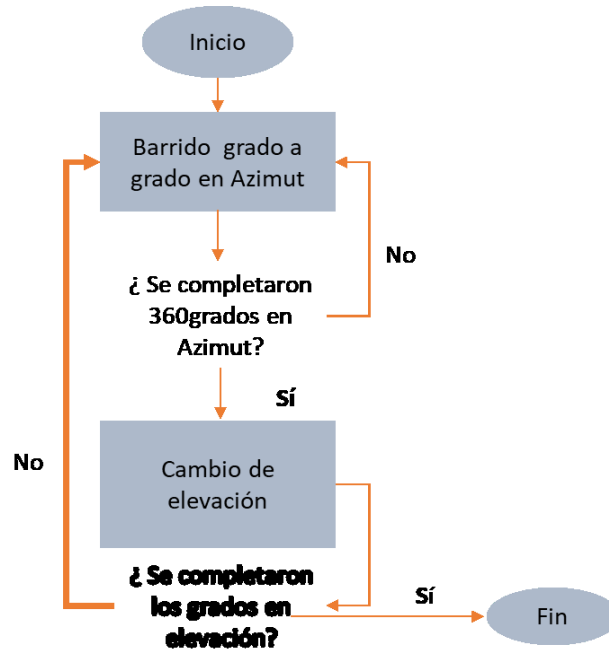 Inicio
Barrido grado a
grado en Azimut
No
¿ Se completaron
360grados en
Azimut?
Sí
No
Cambio de
elevación
¿ Se completaron
los grados en
elevación?
Sí
Fin